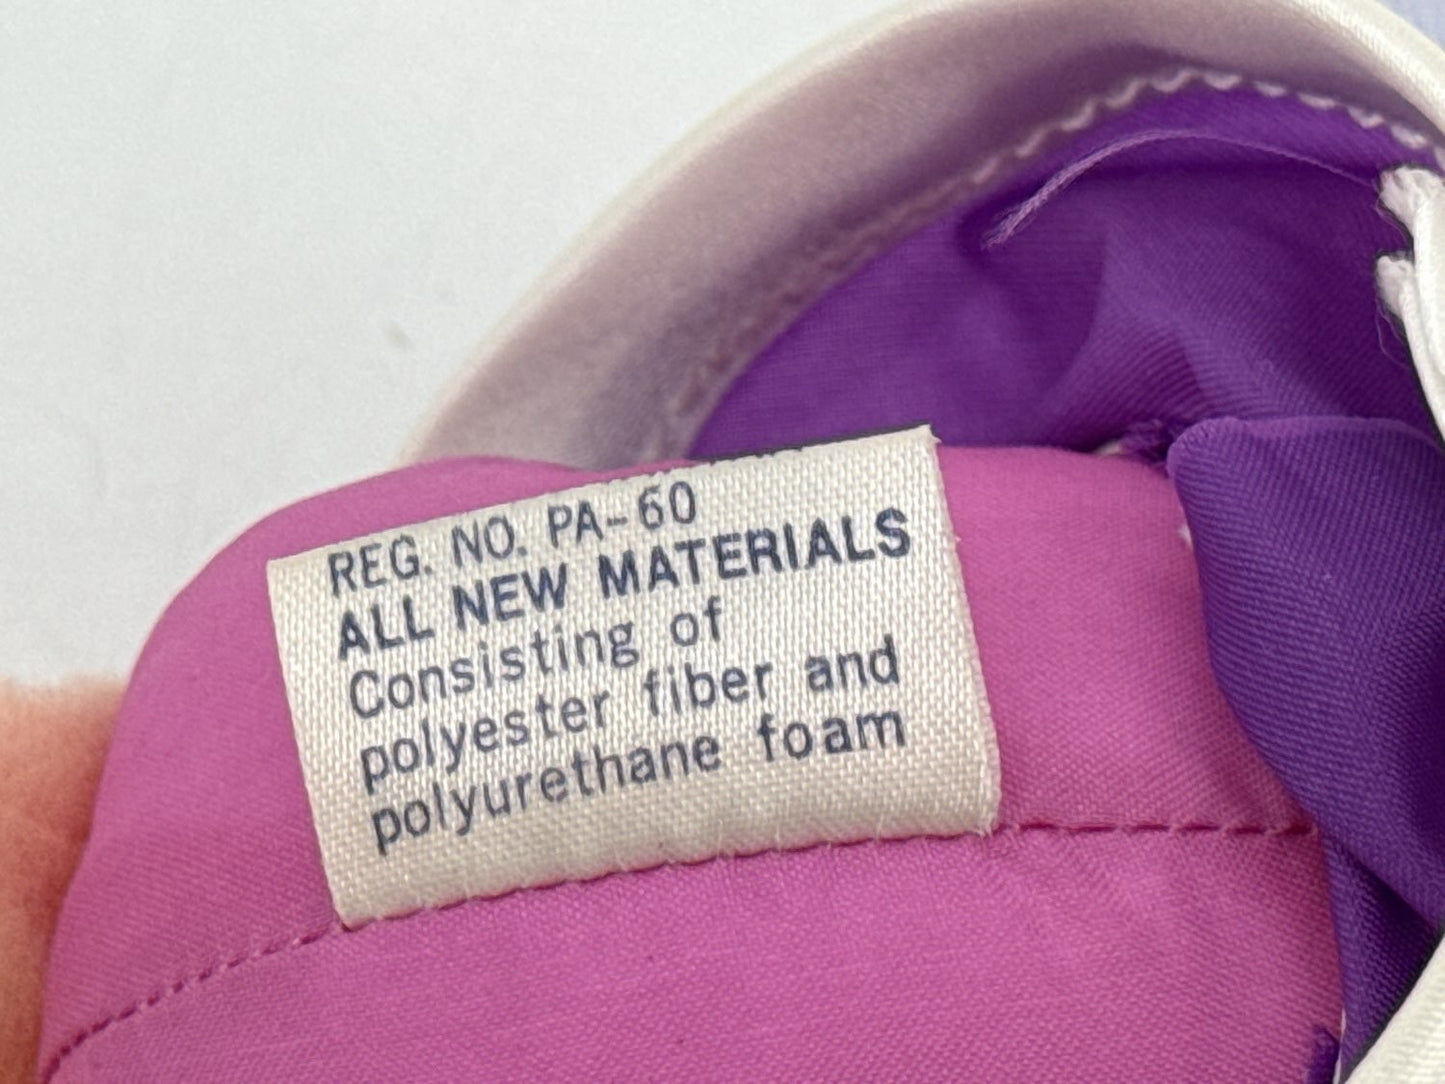 REG. NO. PA-60
ALL NEW MATERIALS
Consisting of
polyester fiber and
polyurethane foam